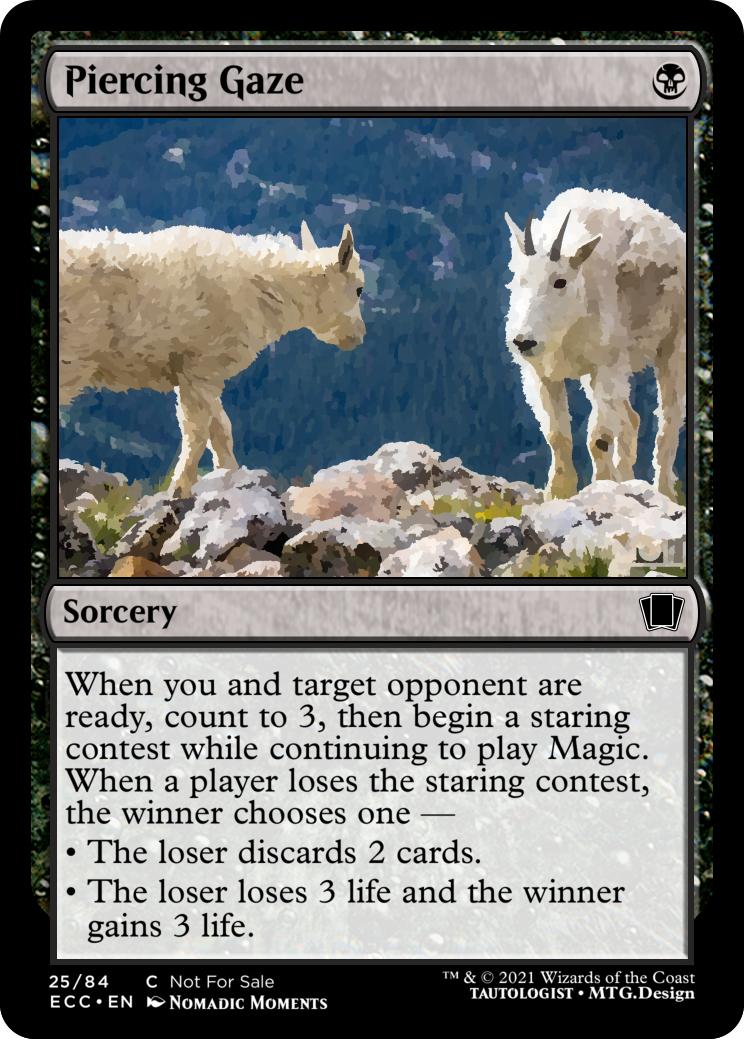 Piercing Gaze
Sorcery
When you and target opponent are
ready, count to 3, then begin a staring
contest while continuing to play Magic.
When a player loses the staring contest,
the winner chooses one —
• The loser discards 2 cards.
• The loser loses 3 life and the winner
gains 3 life.
25/84 C Not For Sale
ECC • EN Nomadic Moments
™ & © 2021 Wizards of the Coast
TAUTOLOGIST • MTG.Design